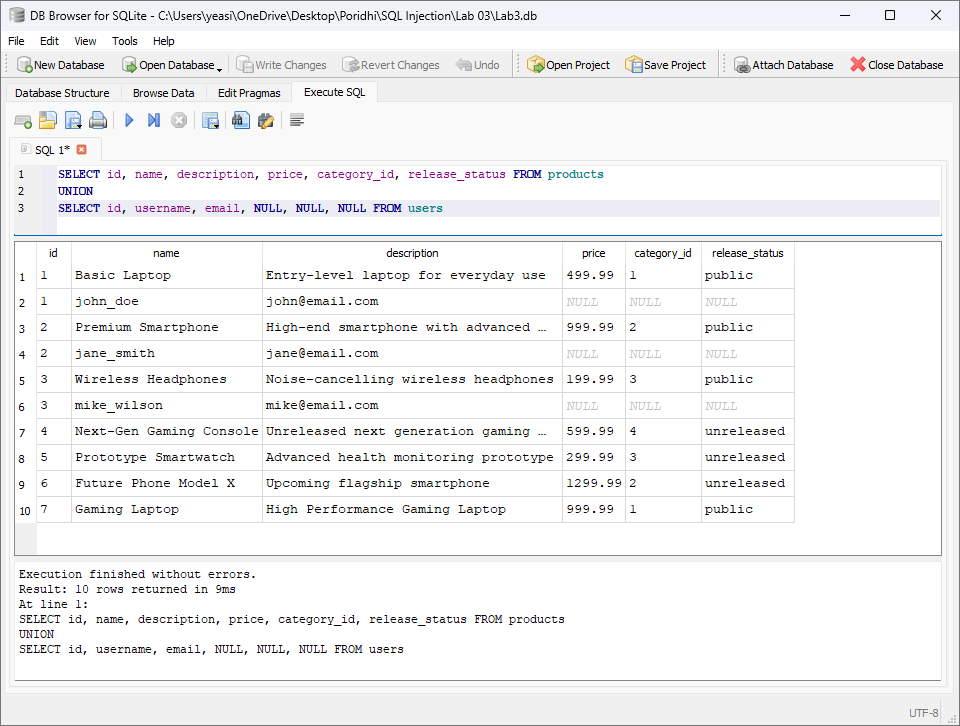 DB Browser for SQLite - C:\Users\yeasi\OneDrive\Desktop\Poridhi\SQL Injection\Lab 03\Lab3.db
File Edit View Tools Help
New Database Open Database Write Changes Revert Changes Undo Open Project Save Project Attach Database Close Database
Database Structure Browse Data Edit Pragmas Execute SQL
SQL 1*
1 SELECT id, name, description, price, category_id, release_status FROM products
2 UNION
3 SELECT id, username, email, NULL, NULL, NULL FROM users
id name description price category_id release_status
1 1 Basic Laptop Entry-level laptop for everyday use 499.99 1 public
2 1 john_doe john@email.com NULL NULL NULL
3 2 Premium Smartphone High-end smartphone with advanced … 999.99 2 public
4 2 jane_smith jane@email.com NULL NULL NULL
5 3 Wireless Headphones Noise-cancelling wireless headphones 199.99 3 public
6 3 mike_wilson mike@email.com NULL NULL NULL
7 4 Next-Gen Gaming Console Unreleased next generation gaming … 599.99 4 unreleased
8 5 Prototype Smartwatch Advanced health monitoring prototype 299.99 3 unreleased
9 6 Future Phone Model X Upcoming flagship smartphone 1299.99 2 unreleased
10 7 Gaming Laptop High Performance Gaming Laptop 999.99 1 public
Execution finished without errors.
Result: 10 rows returned in 9ms
At line 1:
SELECT id, name, description, price, category_id, release_status FROM products
UNION
SELECT id, username, email, NULL, NULL, NULL FROM users
UTF-8